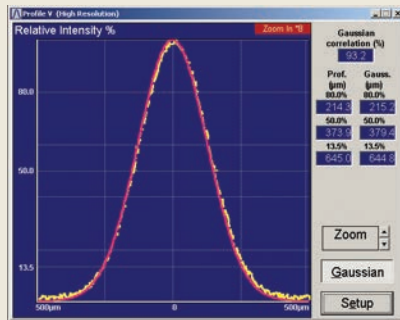 Profile V (High Resolution)
Relative Intensity %
Zoom In *8
80.0
50.0
13.5
500µm
0
500µm
Gaussian
correlation (%)
93.2
Prof. Gauss.
(µm) (µm)
80.0% 80.0%
214.3 215.2
50.0% 50.0%
373.9 379.4
13.5% 13.5%
645.0 644.8
Zoom
Gaussian
Setup